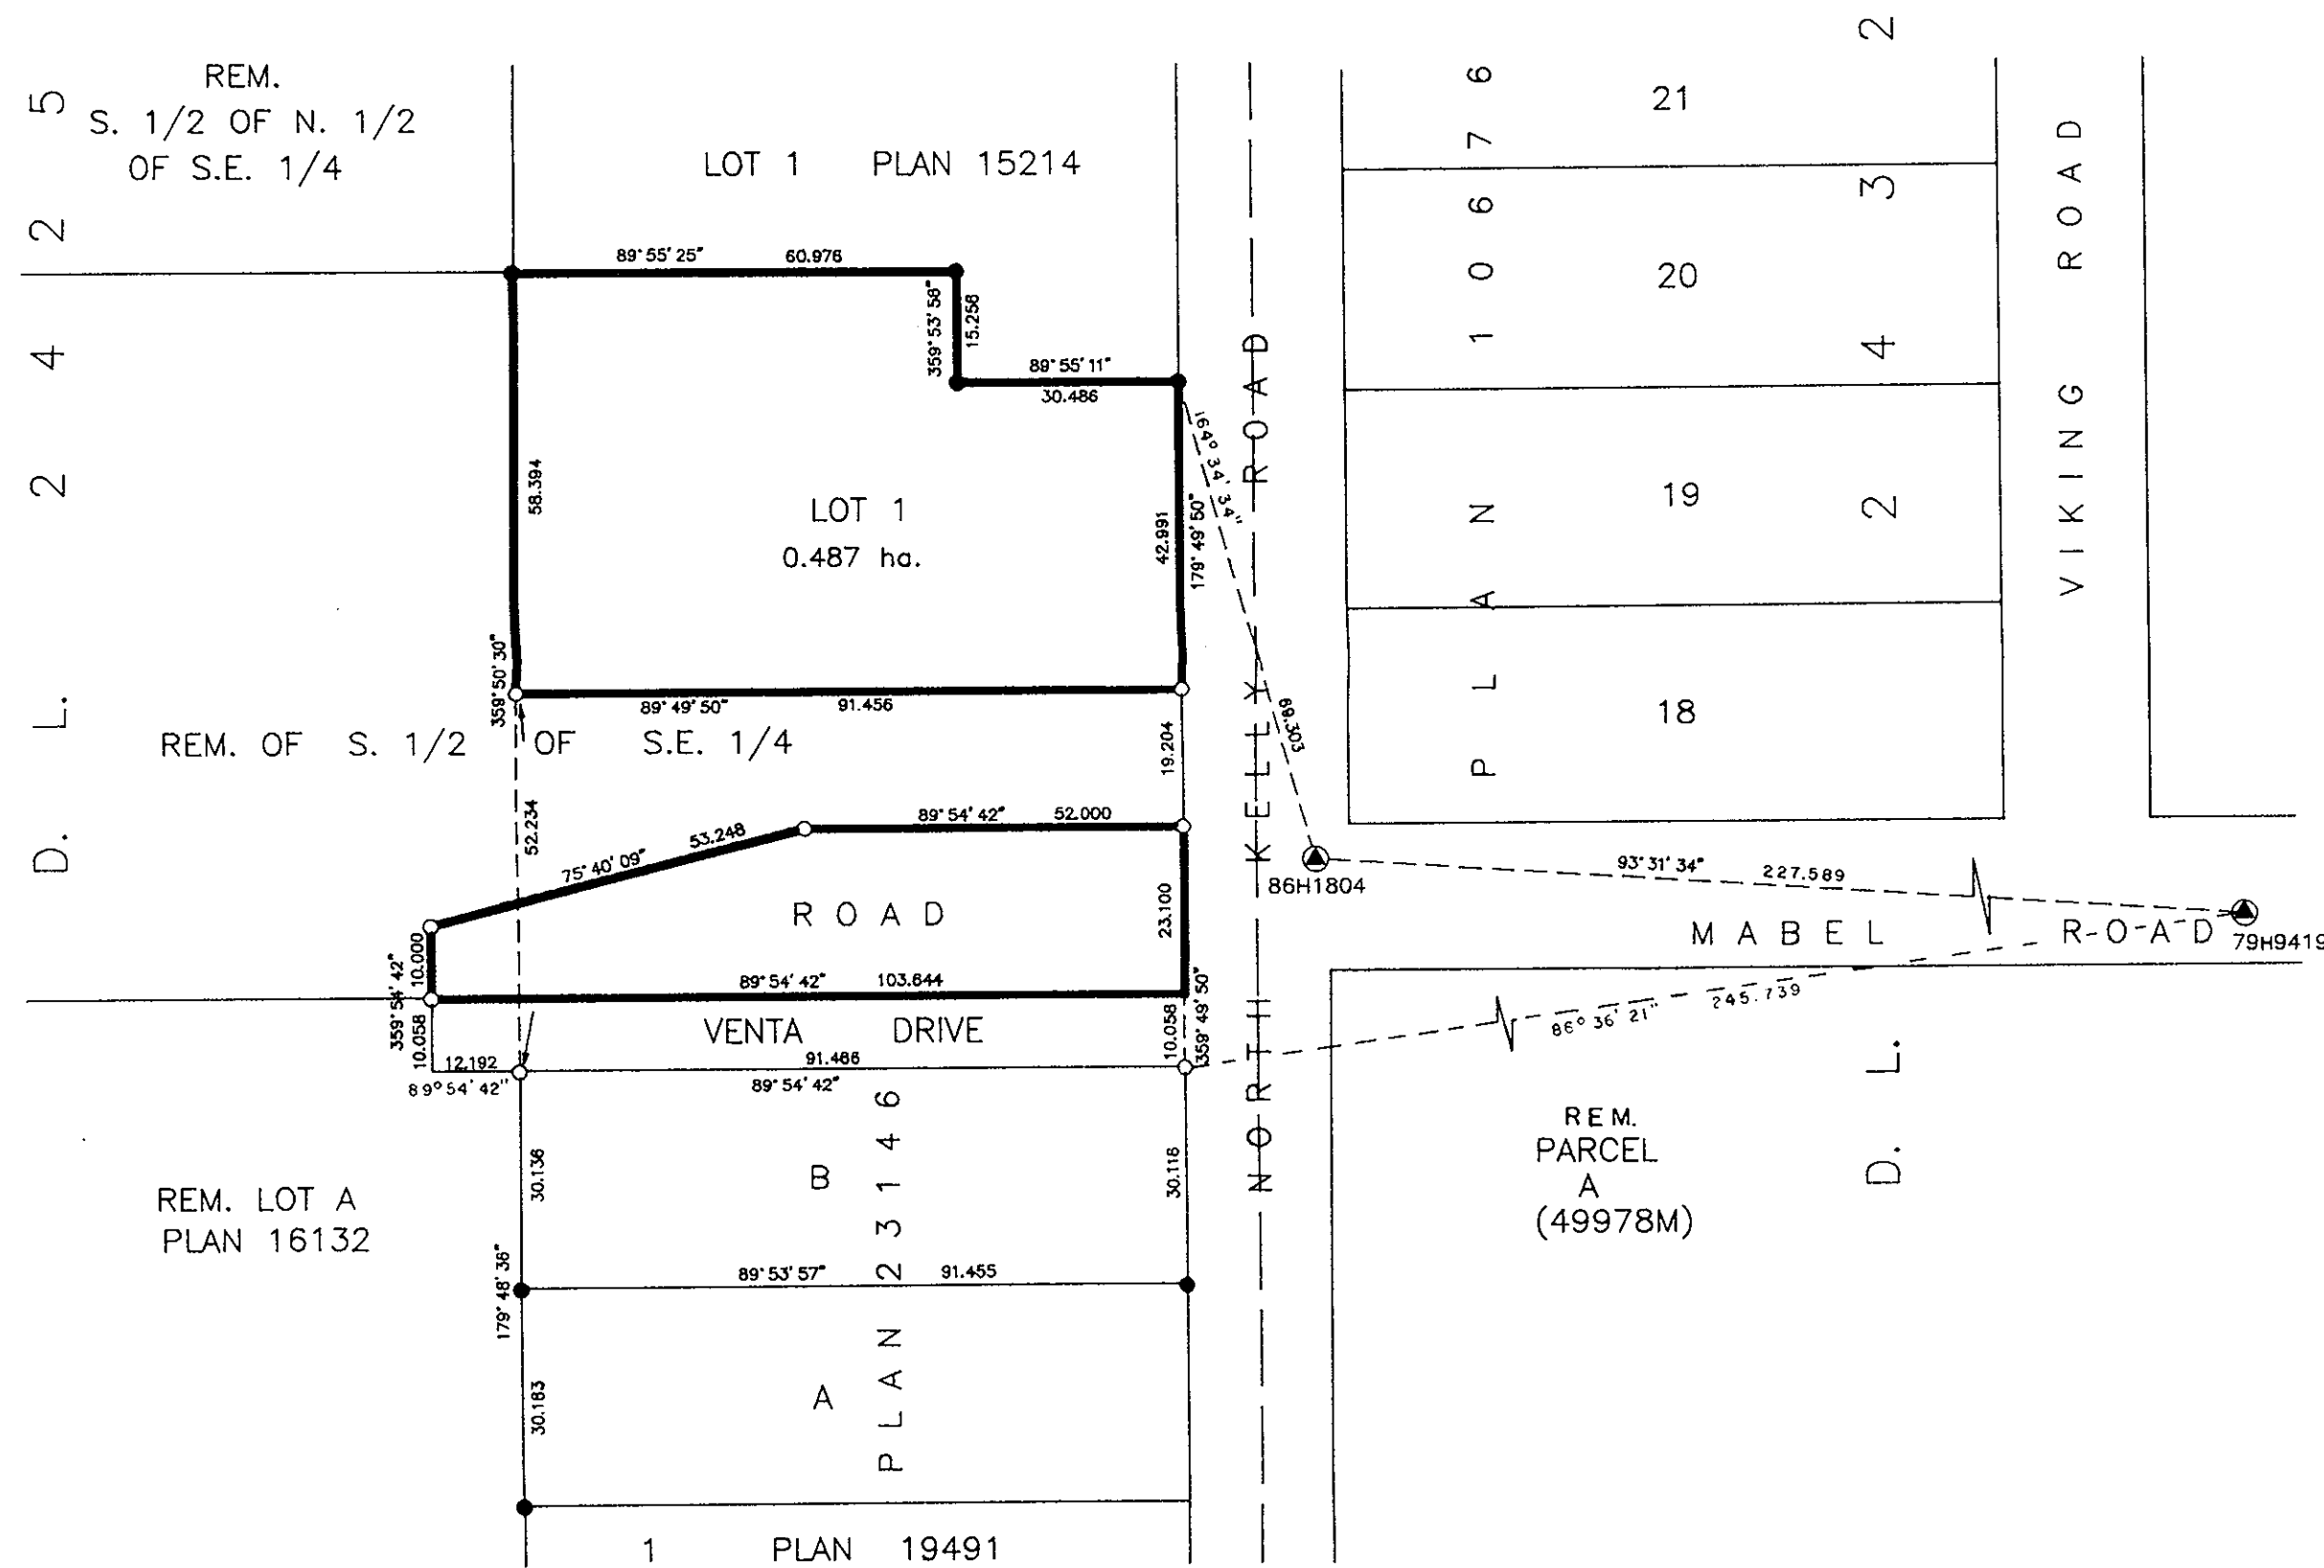 REM.
S. 1/2 OF N. 1/2
OF S.E. 1/4
LOT 1 PLAN 15214
89°55'25" 60.976
359°53'58"
15.258
89°55'11"
30.486
58.394
LOT 1
0.487 ha.
42.991
179°49'50"
164°34'34"
69.303
359°50'30"
89°49'50" 91.456
REM. OF S. 1/2 OF S.E. 1/4
19.204
52.234
89°54'42" 52.000
75°40'09" 53.248
ROAD
23.100
10.000
359°54'42"
89°54'42" 103.644
VENTA DRIVE
10.058
10.058
359°49'50"
12.192
89°54'42"
91.466
89°54'42"
30.136
B
30.118
PLAN 23146
REM. LOT A
PLAN 16132
179°48'36"
89°53'57" 91.455
30.183
A
1 PLAN 19491
D. L. 2 4 2 5
NORTH KELLY ROAD
PLAN 10676
21
20
19
18
D. L. 2 4 3 2
VIKING ROAD
86H1804
93°31'34" 227.589
MABEL ROAD
79H9419
86°36'21" 245.739
REM.
PARCEL
A
(49978M)